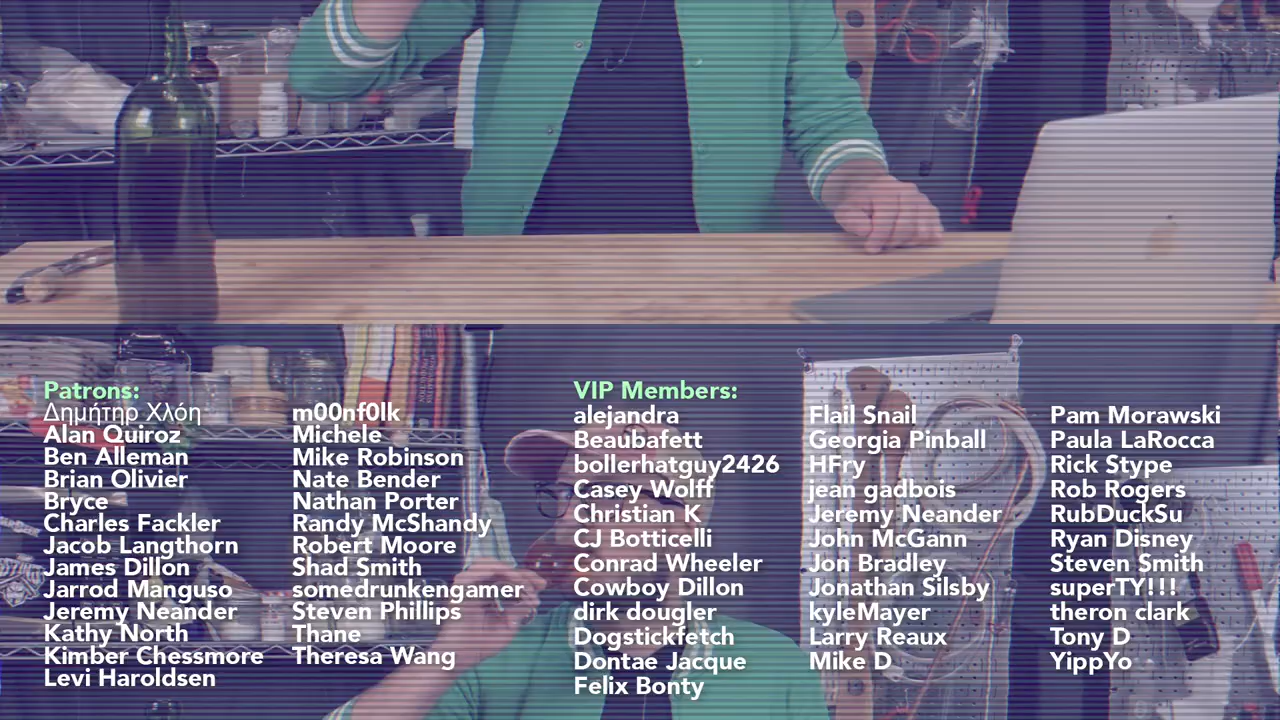 Patrons:
Δημήτηρ Χλόη
Alan Quiroz
Ben Alleman
Brian Olivier
Bryce
Charles Fackler
Jacob Langthorn
James Dillon
Jarrod Manguso
Jeremy Neander
Kathy North
Kimber Chessmore
Levi Haroldsen
m00nf0lk
Michele
Mike Robinson
Nate Bender
Nathan Porter
Randy McShandy
Robert Moore
Shad Smith
somedrunkengamer
Steven Phillips
Thane
Theresa Wang
VIP Members:
alejandra
Beaubafett
bollerhatguy2426
Casey Wolff
Christian K
CJ Botticelli
Conrad Wheeler
Cowboy Dillon
dirk dougler
Dogstickfetch
Dontae Jacque
Felix Bonty
Flail Snail
Georgia Pinball
HFry
jean gadbois
Jeremy Neander
John McGann
Jon Bradley
Jonathan Silsby
kyleMayer
Larry Reaux
Mike D
Pam Morawski
Paula LaRocca
Rick Stype
Rob Rogers
RubDuckSu
Ryan Disney
Steven Smith
superTY!!!
theron clark
Tony D
YippYo